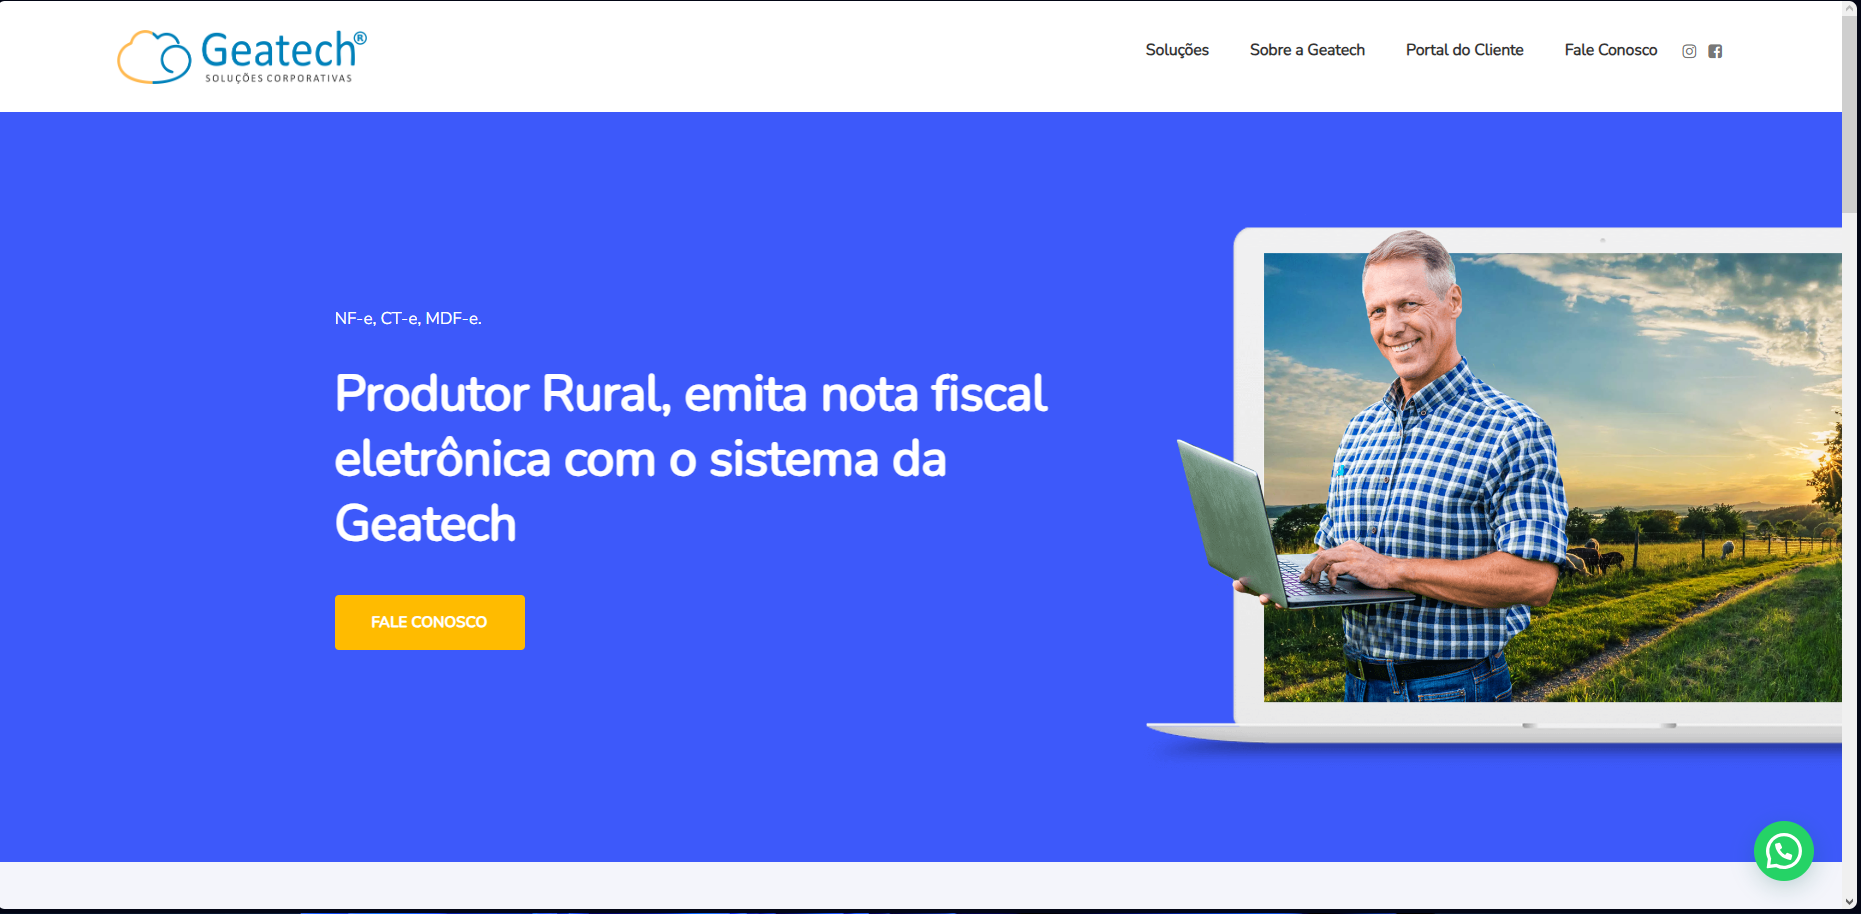 Geatech®
SOLUÇÕES CORPORATIVAS
Soluções
Sobre a Geatech
Portal do Cliente
Fale Conosco
NF-e, CT-e, MDF-e.
Produtor Rural, emita nota fiscal
eletrônica com o sistema da
Geatech
FALE CONOSCO